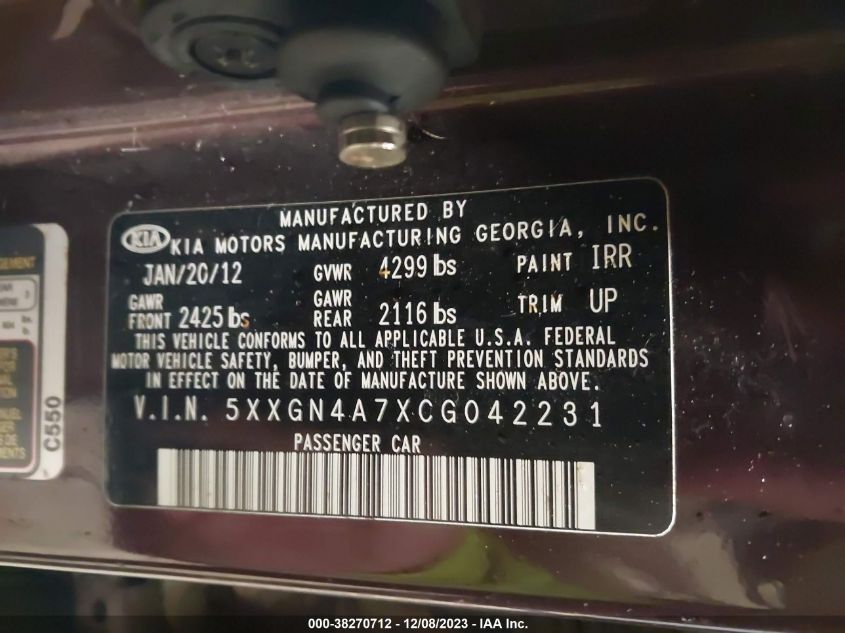 MANUFACTURED BY
KIA KIA MOTORS MANUFACTURING GEORGIA, INC.
JAN/20/12 GVWR 4299 lbs PAINT IRR
GAWR FRONT 2425 lbs GAWR REAR 2116 lbs TRIM UP
THIS VEHICLE CONFORMS TO ALL APPLICABLE U.S.A. FEDERAL
MOTOR VEHICLE SAFETY, BUMPER, AND THEFT PREVENTION STANDARDS
IN EFFECT ON THE DATE OF MANUFACTURE SHOWN ABOVE.
V.I.N. 5XXGN4A7XCG042231
PASSENGER CAR
C550
000-38270712 - 12/08/2023 - IAA Inc.